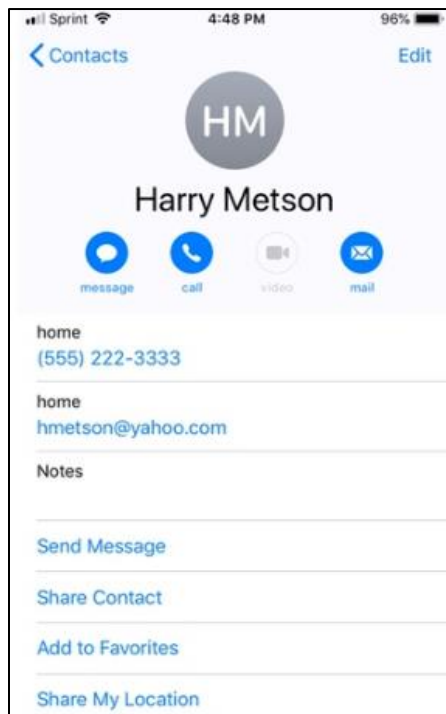 Sprint 4:48 PM 96%
Contacts Edit
HM
Harry Metson
message call video mail
home
(555) 222-3333
home
hmetson@yahoo.com
Notes
Send Message
Share Contact
Add to Favorites
Share My Location